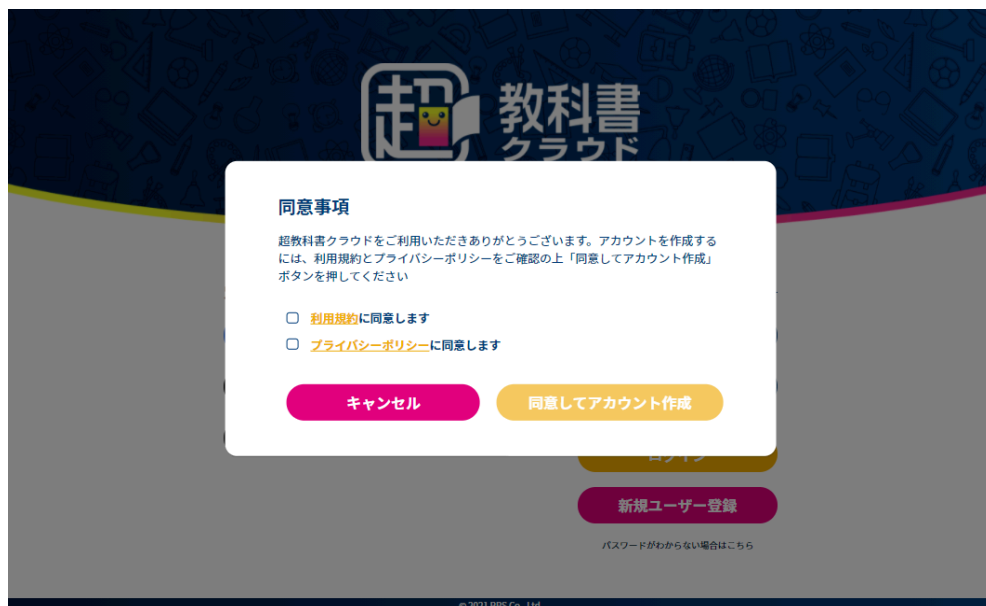 超 教科書
クラウド
同意事項
超教科書クラウドをご利用いただきありがとうございます。アカウントを作成する
には、利用規約とプライバシーポリシーをご確認の上「同意してアカウント作成」
ボタンを押してください
利用規約に同意します
プライバシーポリシーに同意します
キャンセル 同意してアカウント作成
ログイン
新規ユーザー登録
パスワードがわからない場合はこちら
© 2021 BPS Co., Ltd.